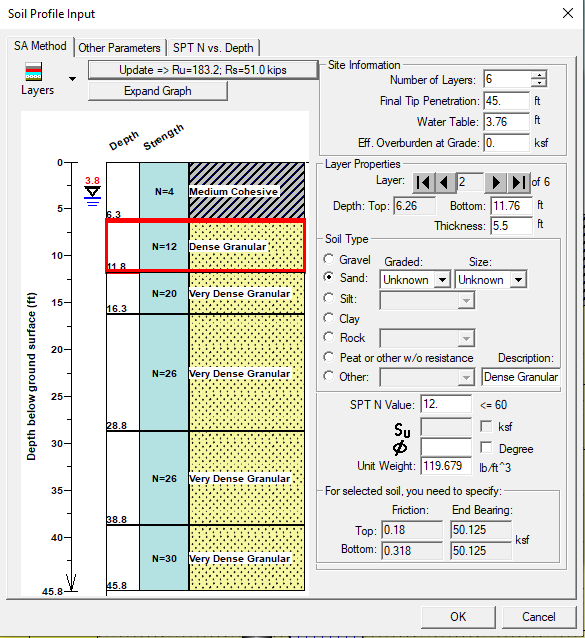 Soil Profile Input
SA Method
Other Parameters
SPT N vs. Depth
Layers
Update => Ru=183.2; Rs=51.0 kips
Expand Graph
Depth
Strength
Depth below ground surface (ft)
0
5
10
15
20
25
30
35
40
45.8
3.8
N=4
Medium Cohesive
6.3
N=12
Dense Granular
11.8
N=20
Very Dense Granular
16.3
N=26
Very Dense Granular
28.8
N=26
Very Dense Granular
38.8
N=30
Very Dense Granular
45.8
Site Information
Number of Layers: 6
Final Tip Penetration: 45. ft
Water Table: 3.76 ft
Eff. Overburden at Grade: 0. ksf
Layer Properties
Layer: 2 of 6
Depth: Top: 6.26 Bottom: 11.76 ft
Thickness: 5.5 ft
Soil Type
Gravel Graded: Size:
Sand: Unknown Unknown
Silt:
Clay
Rock
Peat or other w/o resistance Description:
Other: Dense Granular
SPT N Value: 12. <= 60
Su ksf
ϕ Degree
Unit Weight: 119.679 lb/ft^3
For selected soil, you need to specify:
Friction: End Bearing:
Top: 0.18 50.125
ksf
Bottom: 0.318 50.125
OK Cancel